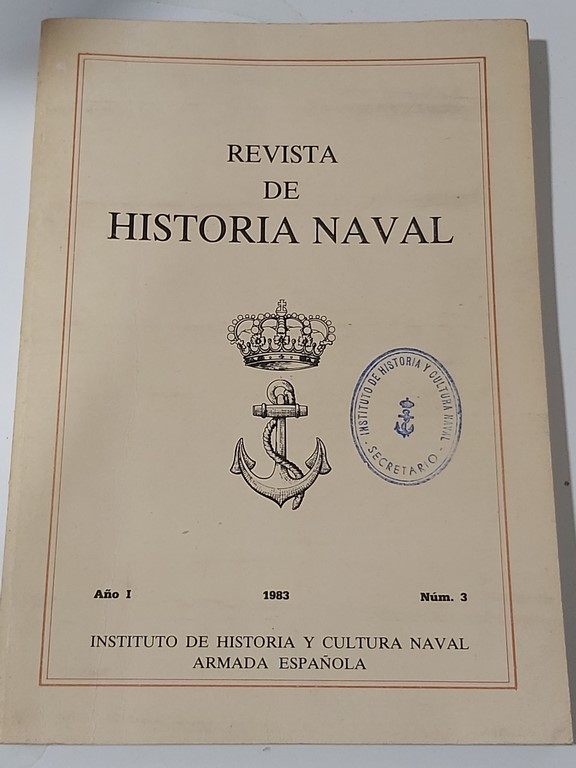 REVISTA
DE
HISTORIA NAVAL
INSTITUTO DE HISTORIA Y CULTURA NAVAL
- SECRETARIO -
Año I 1983 Núm. 3
INSTITUTO DE HISTORIA Y CULTURA NAVAL
ARMADA ESPAÑOLA